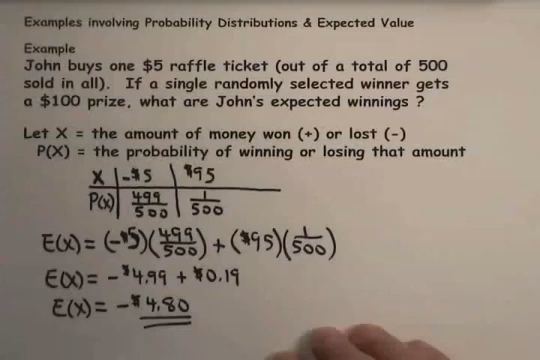 Examples involving Probability Distributions & Expected Value
Example
John buys one $5 raffle ticket (out of a total of 500
sold in all). If a single randomly selected winner gets
a $100 prize, what are John's expected winnings ?
Let X = the amount of money won (+) or lost (-)
P(X) = the probability of winning or losing that amount
X | -$5 | $95
P(x) | 499/500 | 1/500
E(x) = (-$5)(499/500) + ($95)(1/500)
E(x) = -$4.99 + $0.19
E(x) = -$4.80